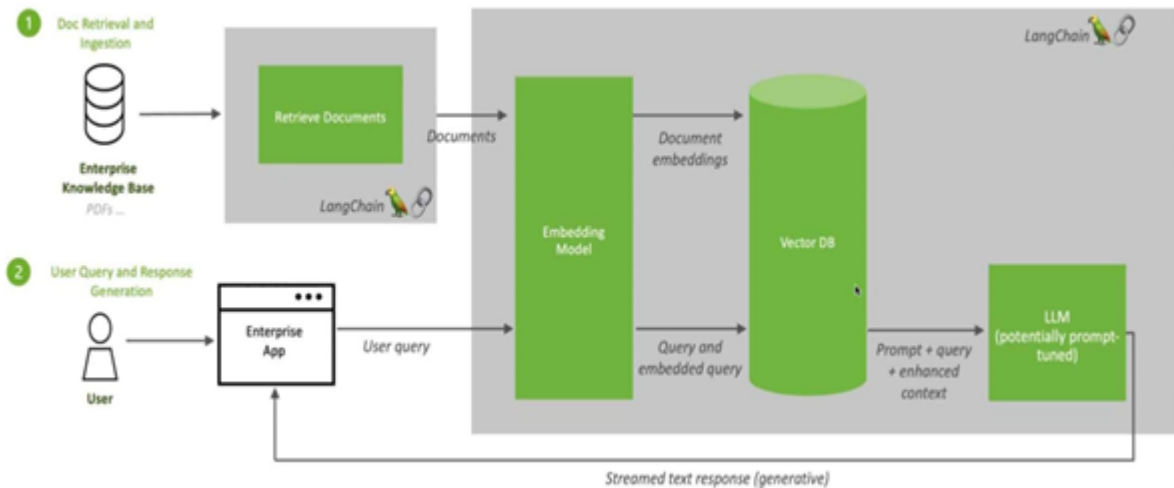 1
Doc Retrieval and
Ingestion
Enterprise
Knowledge Base
PDFs ...
Retrieve Documents
LangChain
Documents
LangChain
Embedding
Model
Document
embeddings
Vector DB
2
User Query and Response
Generation
User
Enterprise
App
User query
Query and
embedded query
Prompt + query
+ enhanced
context
LLM
(potentially prompt-
tuned)
Streamed text response (generative)